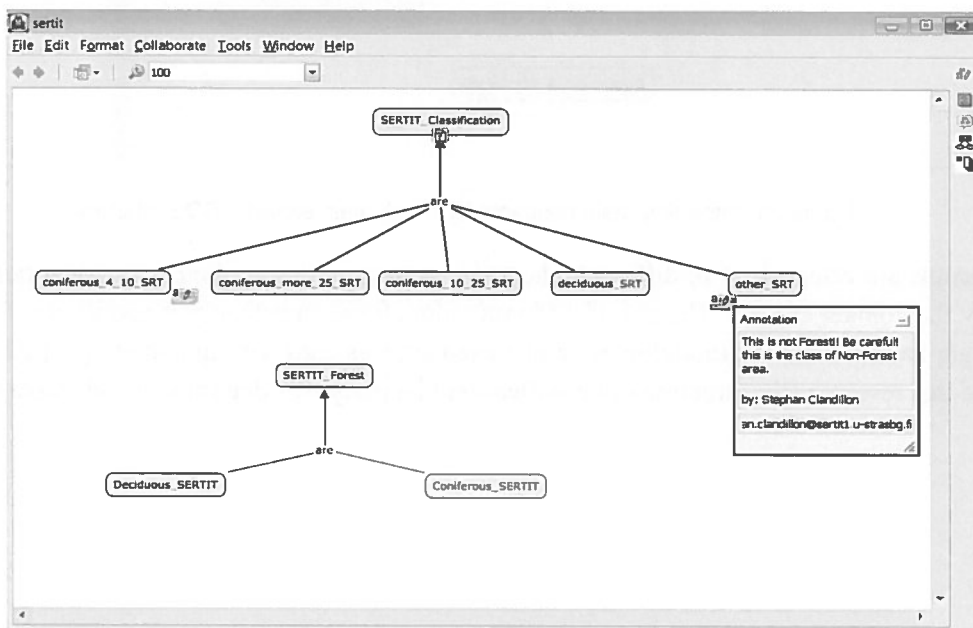 sertit
File Edit Format Collaborate Tools Window Help
100
SERTIT_Classification
are
coniferous_4_10_SRT
coniferous_more_25_SRT
coniferous_10_25_SRT
deciduous_SRT
other_SRT
Annotation
This is not Forest!! Be careful!
this is the class of Non-Forest
area.
by: Stephan Clandillon
an.clandillon@sertit1.u-strasbg.fi
SERTIT_Forest
are
Deciduous_SERTIT
Coniferous_SERTIT